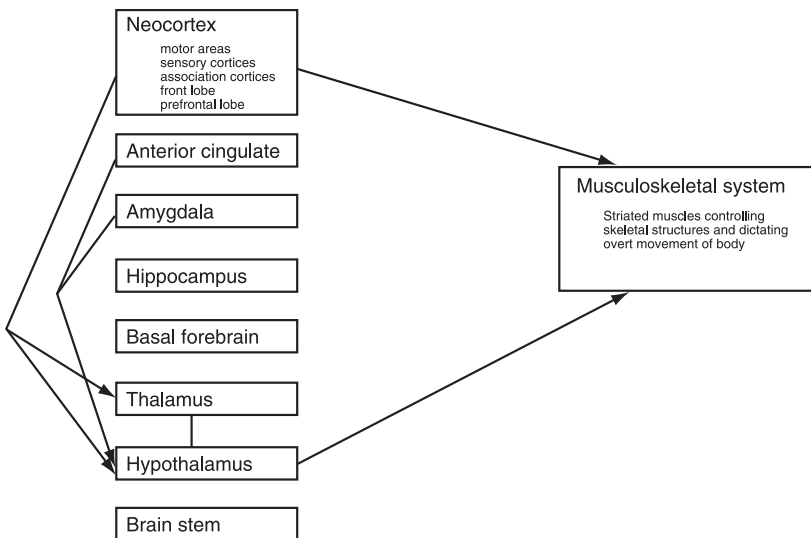 Neocortex
motor areas
sensory cortices
association cortices
front lobe
prefrontal lobe
Anterior cingulate
Amygdala
Hippocampus
Basal forebrain
Thalamus
Hypothalamus
Brain stem
Musculoskeletal system
Striated muscles controlling
skeletal structures and dictating
overt movement of body